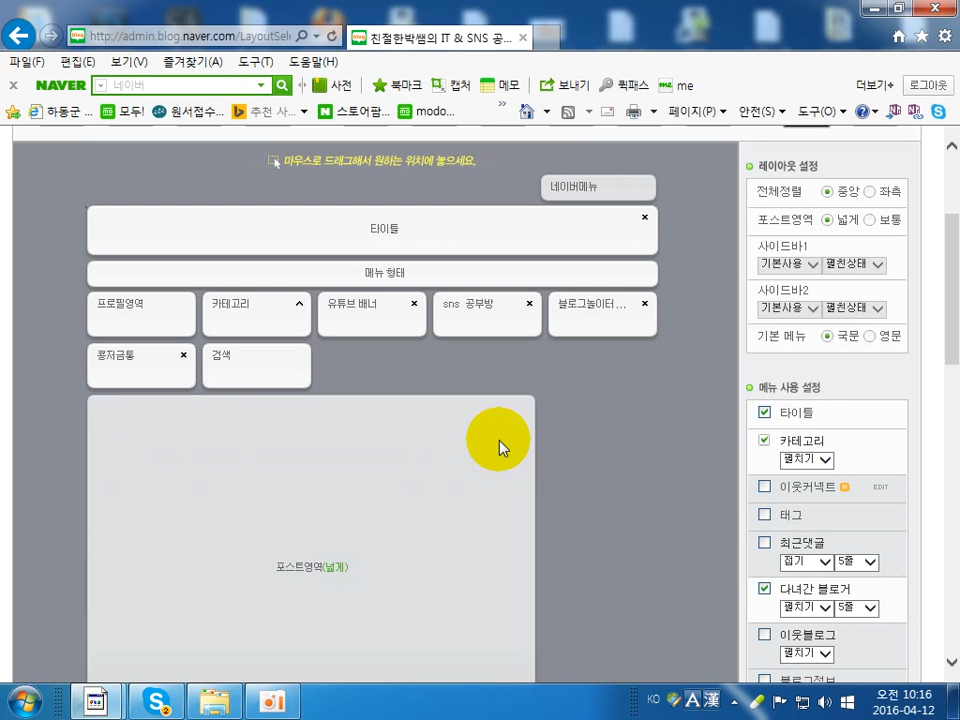 http://admin.blog.naver.com/LayoutSele
친절한박쌤의 IT & SNS 공...
파일(F) 편집(E) 보기(V) 즐겨찾기(A) 도구(T) 도움말(H)
NAVER 네이버 사전 북마크 캡처 메모 보내기 퀵패스 me 더보기+ 로그아웃
하동군 ... 모두! 원서접수... 추천 사... 스토어팜... modo... 페이지(P) 안전(S) 도구(O)
마우스로 드래그해서 원하는 위치에 놓으세요.
네이버메뉴
타이틀
메뉴 형태
프로필영역 카테고리 유튜브 배너 sns 공부방 블로그놀이터 ...
콩저금통 검색
포스트영역(넓게)
레이아웃 설정
전체정렬 중앙 좌측
포스트영역 넓게 보통
사이드바1
기본사용 펼친상태
사이드바2
기본사용 펼친상태
기본 메뉴 국문 영문
메뉴 사용 설정
타이틀
카테고리
펼치기
이웃커넥트 N EDIT
태그
최근댓글
접기 5줄
다녀간 블로거
펼치기 5줄
이웃블로그
펼치기
블로그정보
KO A 漢
오전 10:16
2016-04-12